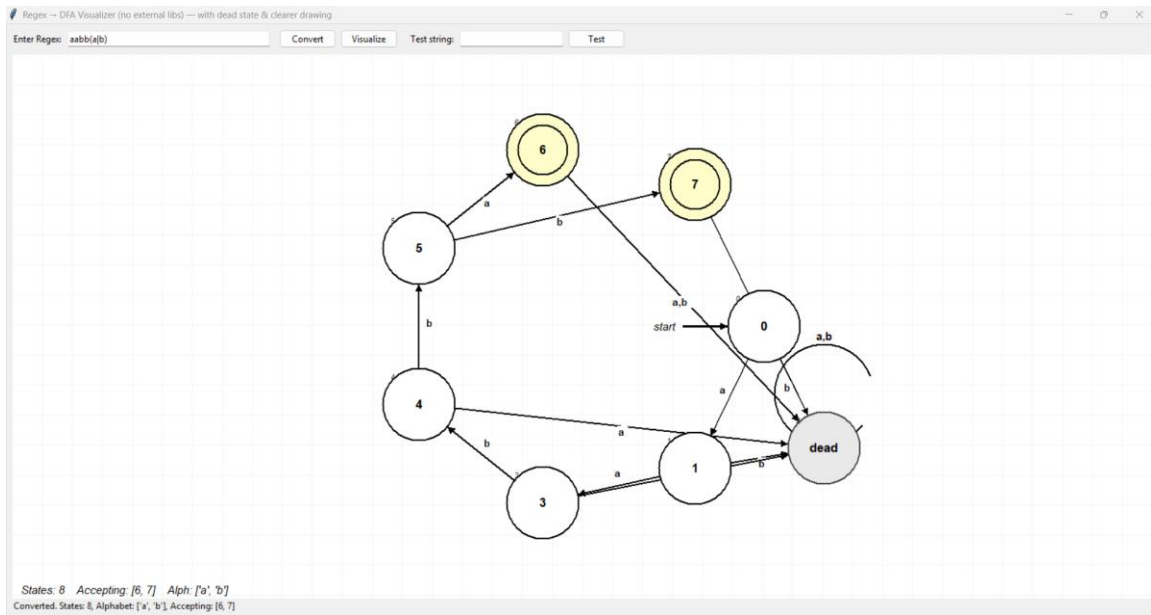 Regex → DFA Visualizer (no external libs) — with dead state & clearer drawing
Enter Regex: aabb(a|b) Convert Visualize Test string: Test
6
7
a
5
b
a,b
start
0
b
a,b
a
b
4
a
dead
b
a
1
b
3
States: 8 Accepting: [6, 7] Alph: ['a', 'b']
Converted. States: 8, Alphabet: ['a', 'b'], Accepting: [6, 7]